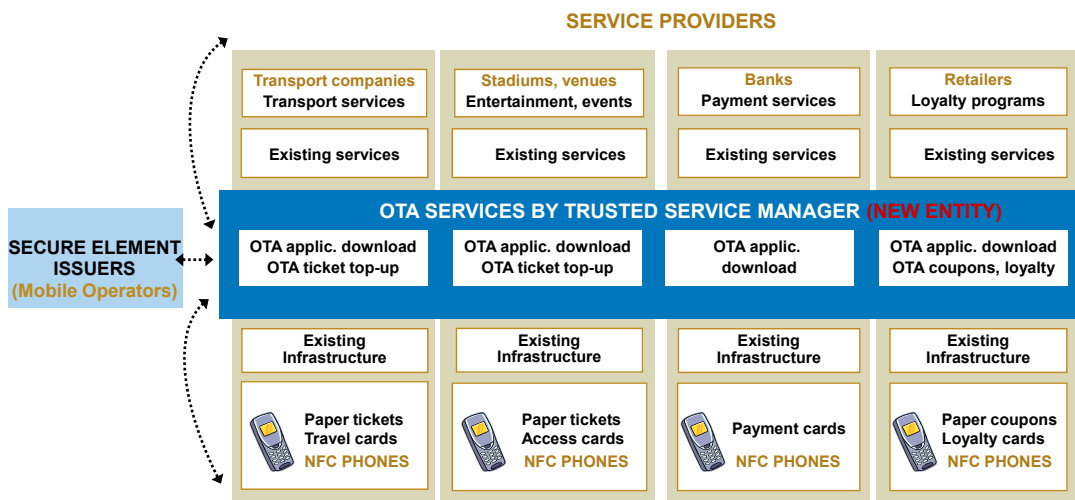 SERVICE PROVIDERS
Transport companies
Transport services
Stadiums, venues
Entertainment, events
Banks
Payment services
Retailers
Loyalty programs
Existing services
Existing services
Existing services
Existing services
OTA SERVICES BY TRUSTED SERVICE MANAGER (NEW ENTITY)
SECURE ELEMENT
ISSUERS
(Mobile Operators)
OTA applic. download
OTA ticket top-up
OTA applic. download
OTA ticket top-up
OTA applic.
download
OTA applic. download
OTA coupons, loyalty
Existing
Infrastructure
Existing
Infrastructure
Existing
Infrastructure
Existing
Infrastructure
Paper tickets
Travel cards
NFC PHONES
Paper tickets
Access cards
NFC PHONES
Payment cards
NFC PHONES
Paper coupons
Loyalty cards
NFC PHONES